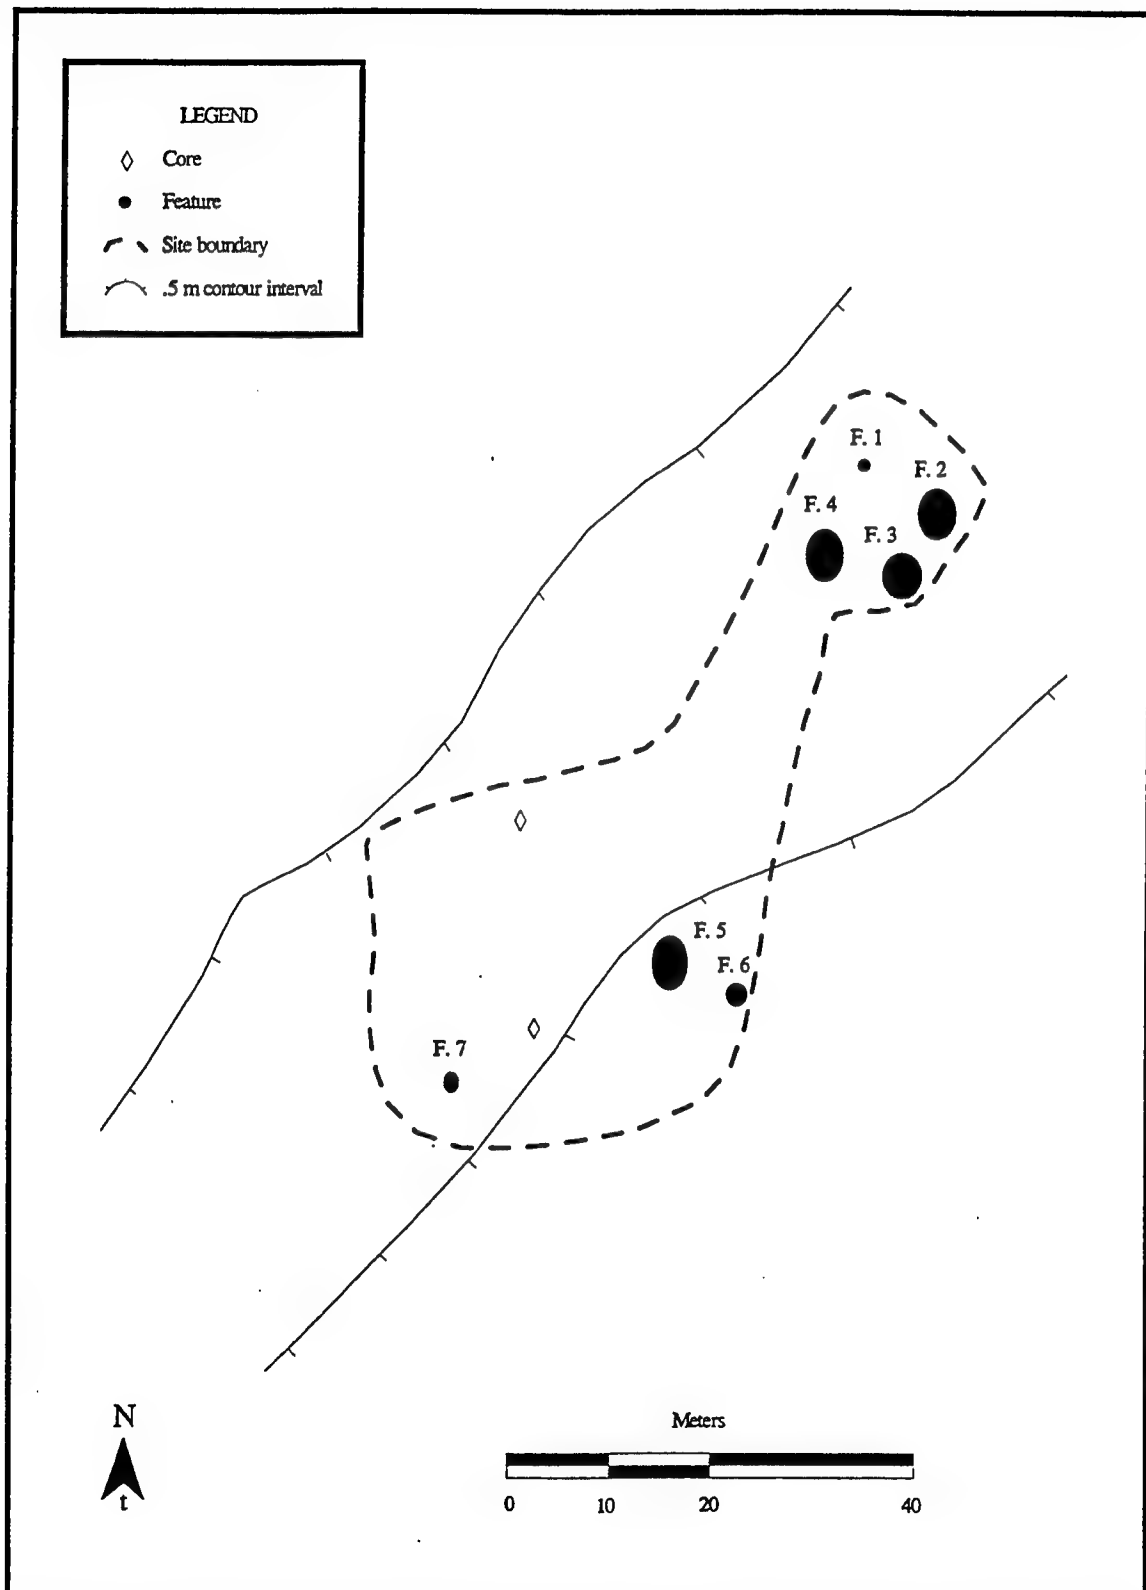 LEGEND
Core
Feature
Site boundary
.5 m contour interval
F. 1
F. 2
F. 4
F. 3
F. 5
F. 6
F. 7
N
t
Meters
0 10 20 40